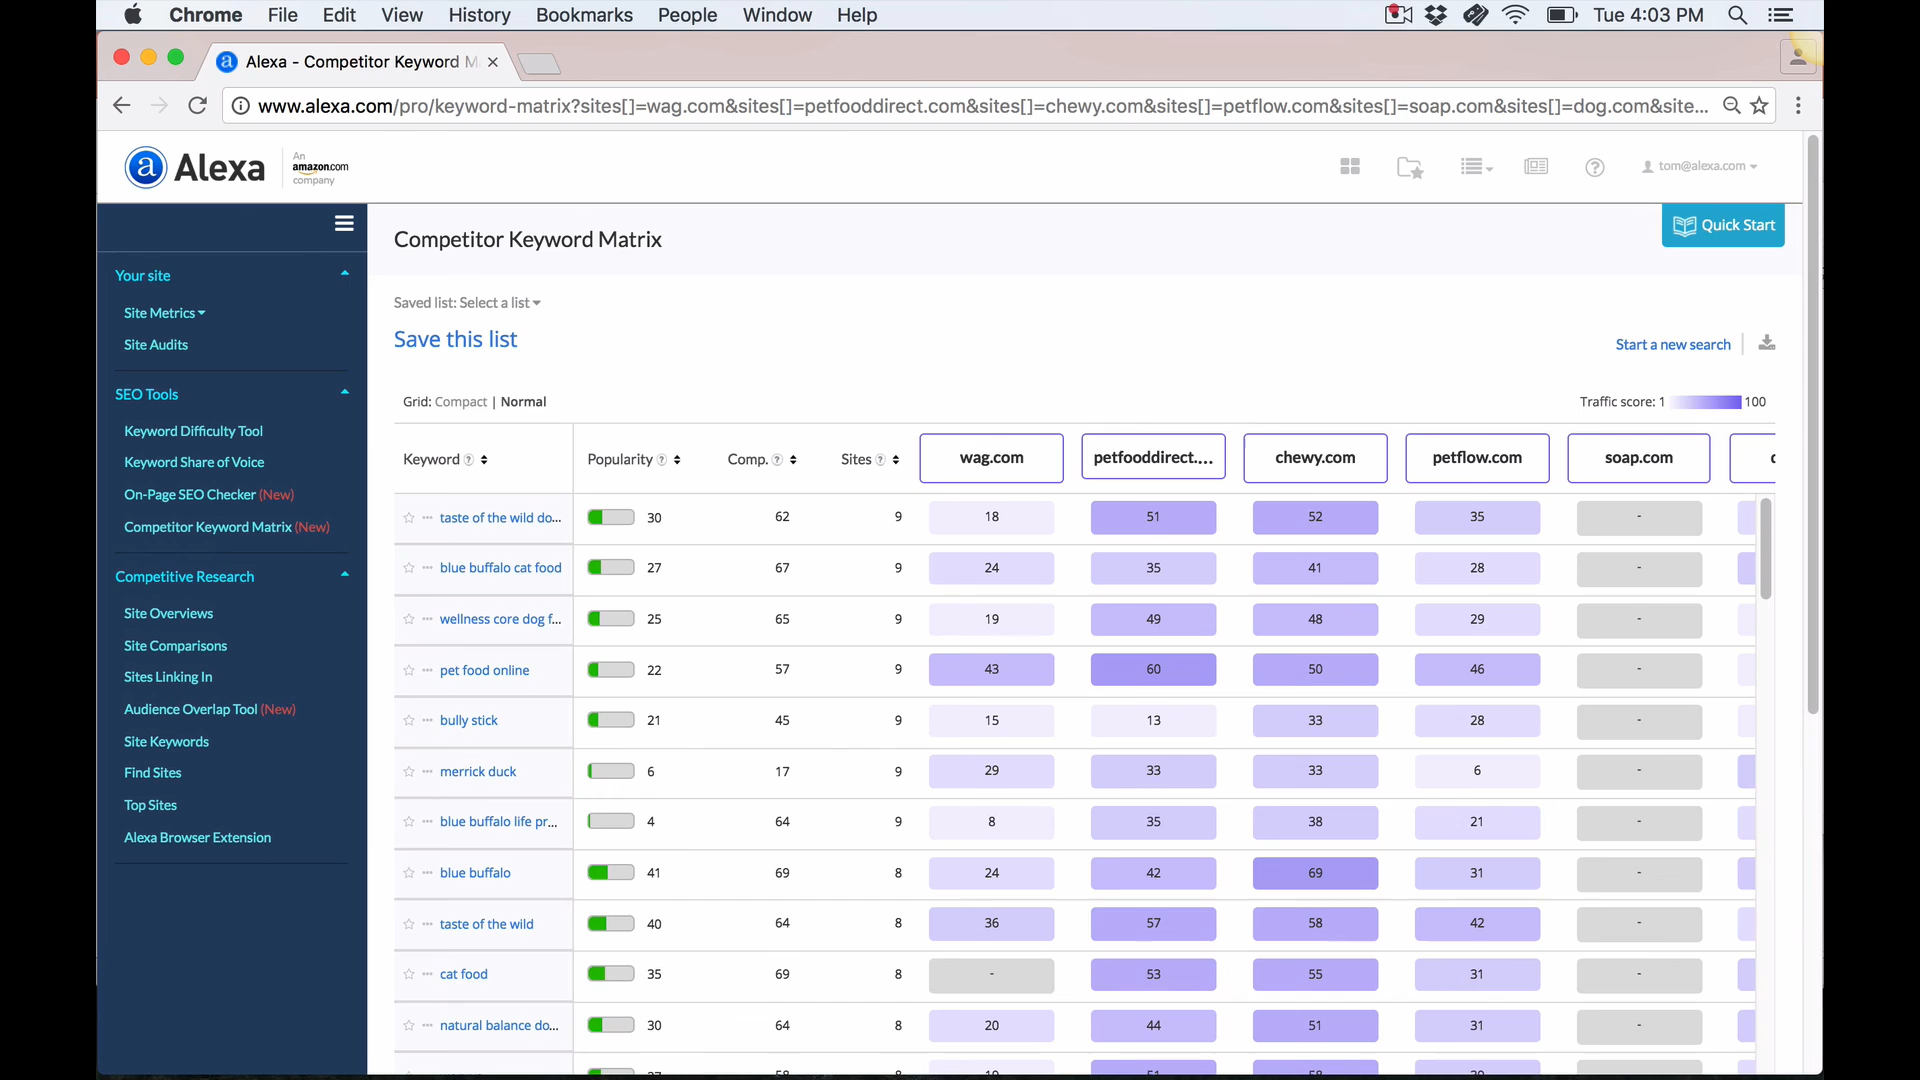 Chrome File Edit View History Bookmarks People Window Help Tue 4:03 PM
Alexa - Competitor Keyword M
www.alexa.com/pro/keyword-matrix?sites[]=wag.com&sites[]=petfooddirect.com&sites[]=chewy.com&sites[]=petflow.com&sites[]=soap.com&sites[]=dog.com&site...
a Alexa An amazon.com company tom@alexa.com
Competitor Keyword Matrix Quick Start
Your site
Site Metrics
Site Audits
SEO Tools
Keyword Difficulty Tool
Keyword Share of Voice
On-Page SEO Checker (New)
Competitor Keyword Matrix (New)
Competitive Research
Site Overviews
Site Comparisons
Sites Linking In
Audience Overlap Tool (New)
Site Keywords
Find Sites
Top Sites
Alexa Browser Extension
Saved list: Select a list
Save this list
Start a new search
Grid: Compact | Normal Traffic score: 1 100
Keyword Popularity Comp. Sites wag.com petfooddirect.... chewy.com petflow.com soap.com
taste of the wild do... 30 62 9 18 51 52 35 -
blue buffalo cat food 27 67 9 24 35 41 28 -
wellness core dog f... 25 65 9 19 49 48 29 -
pet food online 22 57 9 43 60 50 46 -
bully stick 21 45 9 15 13 33 28 -
merrick duck 6 17 9 29 33 33 6 -
blue buffalo life pr... 4 64 9 8 35 38 21 -
blue buffalo 41 69 8 24 42 69 31 -
taste of the wild 40 64 8 36 57 58 42 -
cat food 35 69 8 - 53 55 31 -
natural balance do... 30 64 8 20 44 51 31 -